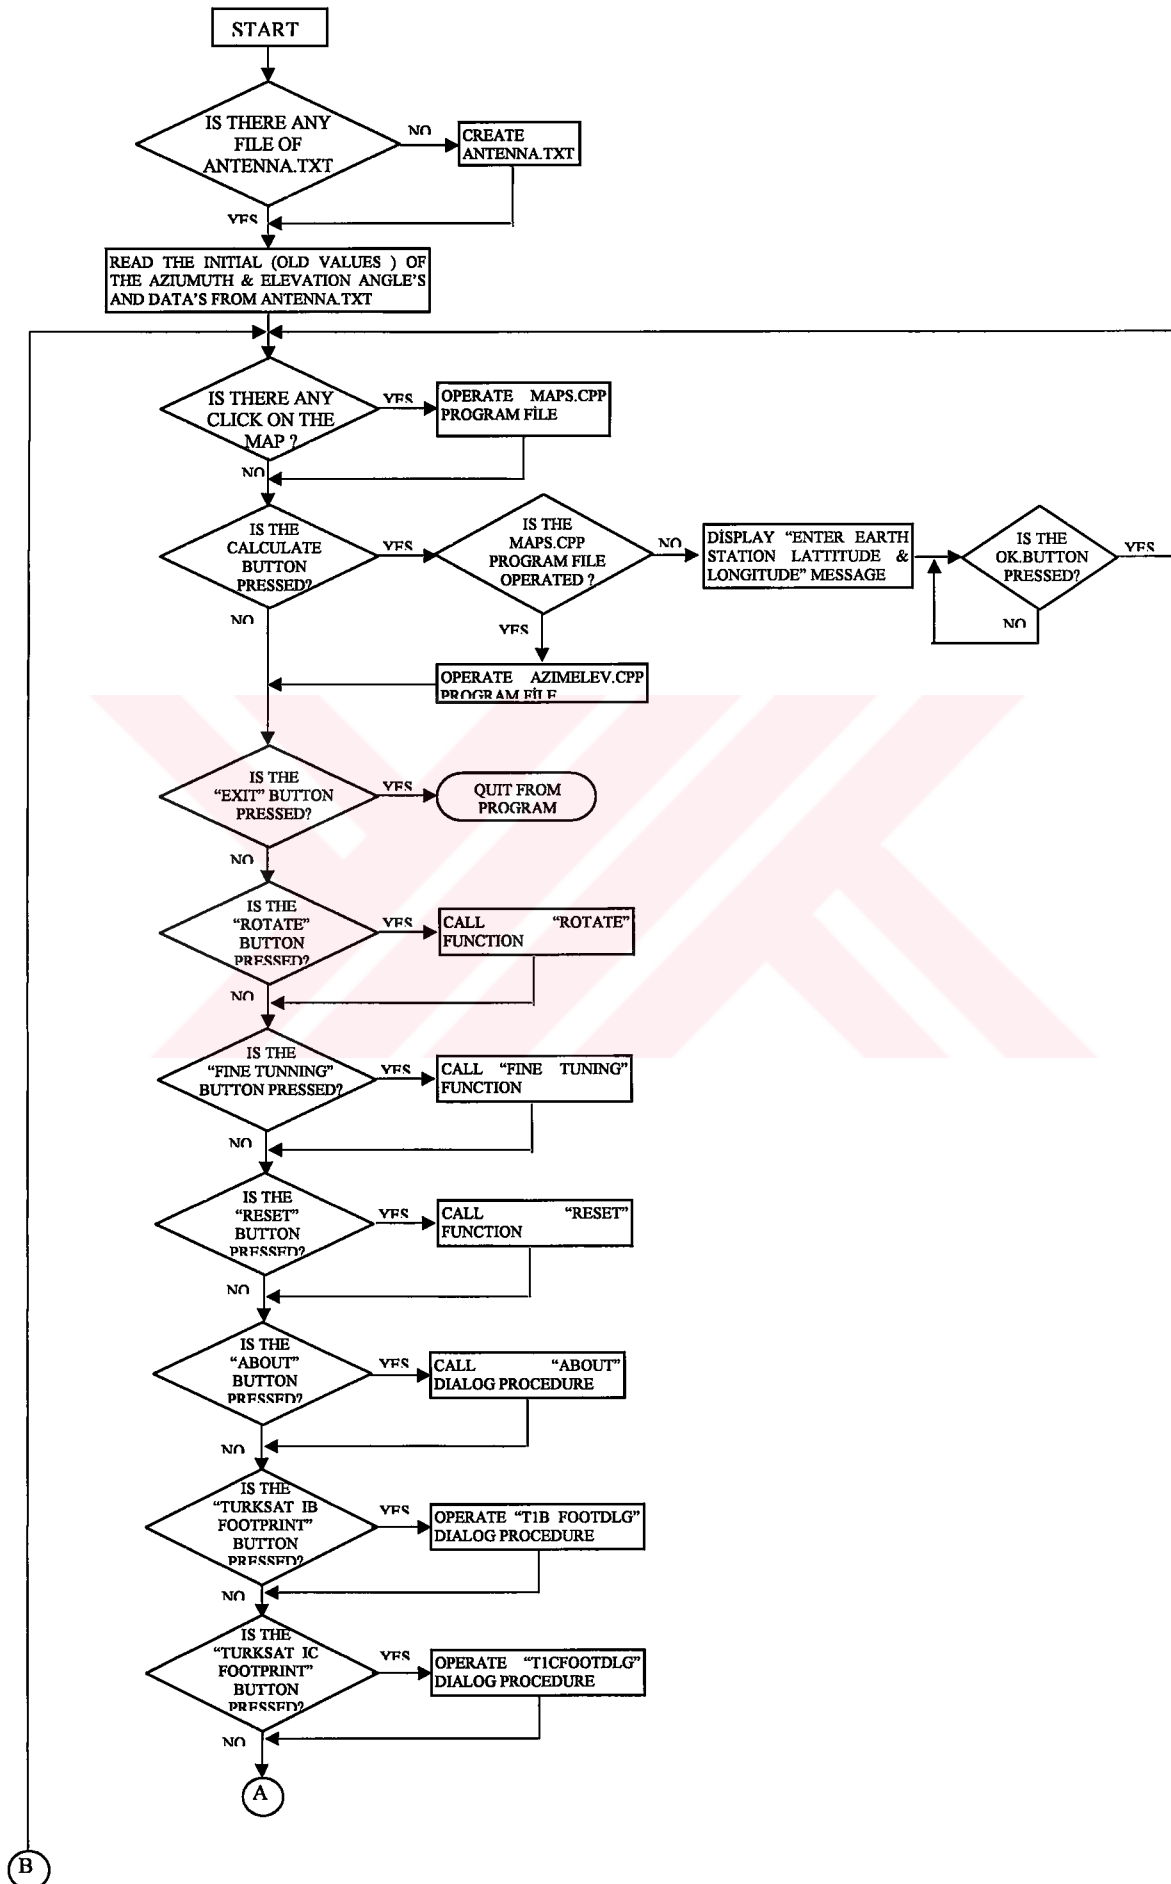 START
IS THERE ANY
FILE OF
ANTENNA.TXT
NO
CREATE
ANTENNA.TXT
YES
READ THE INITIAL (OLD VALUES ) OF
THE AZIUMUTH & ELEVATION ANGLE'S
AND DATA'S FROM ANTENNA.TXT
IS THERE ANY
CLICK ON THE
MAP ?
YES
OPERATE MAPS.CPP
PROGRAM FİLE
NO
IS THE
CALCULATE
BUTTON
PRESSED?
YES
IS THE
MAPS.CPP
PROGRAM FILE
OPERATED ?
NO
DİSPLAY “ENTER EARTH
STATION LATTITUDE &
LONGITUDE” MESSAGE
IS THE
OK.BUTTON
PRESSED?
YES
NO
NO
YES
OPERATE AZIMELEV.CPP
PROGRAM FİLE
IS THE
“EXIT” BUTTON
PRESSED?
YES
QUIT FROM
PROGRAM
NO
IS THE
“ROTATE”
BUTTON
PRESSED?
YES
CALL “ROTATE”
FUNCTION
NO
IS THE
“FINE TUNNING”
BUTTON PRESSED?
YES
CALL “FINE TUNING”
FUNCTION
NO
IS THE
“RESET”
BUTTON
PRESSED?
YES
CALL “RESET”
FUNCTION
NO
IS THE
“ABOUT”
BUTTON
PRESSED?
YES
CALL “ABOUT”
DIALOG PROCEDURE
NO
IS THE
“TURKSAT IB
FOOTPRINT”
BUTTON
PRESSED?
YES
OPERATE “T1B FOOTDLG”
DIALOG PROCEDURE
NO
IS THE
“TURKSAT IC
FOOTPRINT”
BUTTON
PRESSED?
YES
OPERATE “T1CFOOTDLG”
DIALOG PROCEDURE
NO
A
B